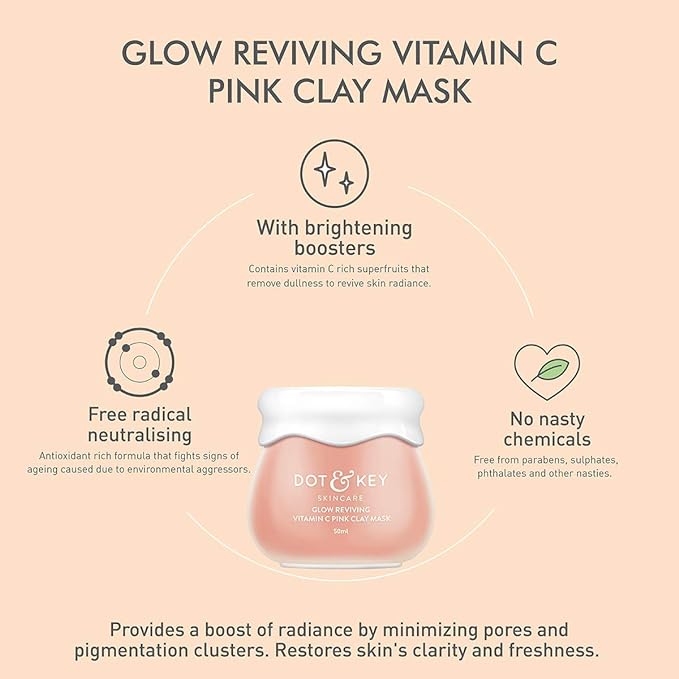 GLOW REVIVING VITAMIN C
PINK CLAY MASK
With brightening
boosters
Contains vitamin C rich superfruits that
remove dullness to revive skin radiance.
Free radical
neutralising
Antioxidant rich formula that fights signs of
ageing caused due to environmental aggressors.
No nasty
chemicals
Free from parabens, sulphates,
phthalates and other nasties.
DOT & KEY
SKINCARE
GLOW REVIVING
VITAMIN C PINK CLAY MASK
50ml
Provides a boost of radiance by minimizing pores and
pigmentation clusters. Restores skin's clarity and freshness.